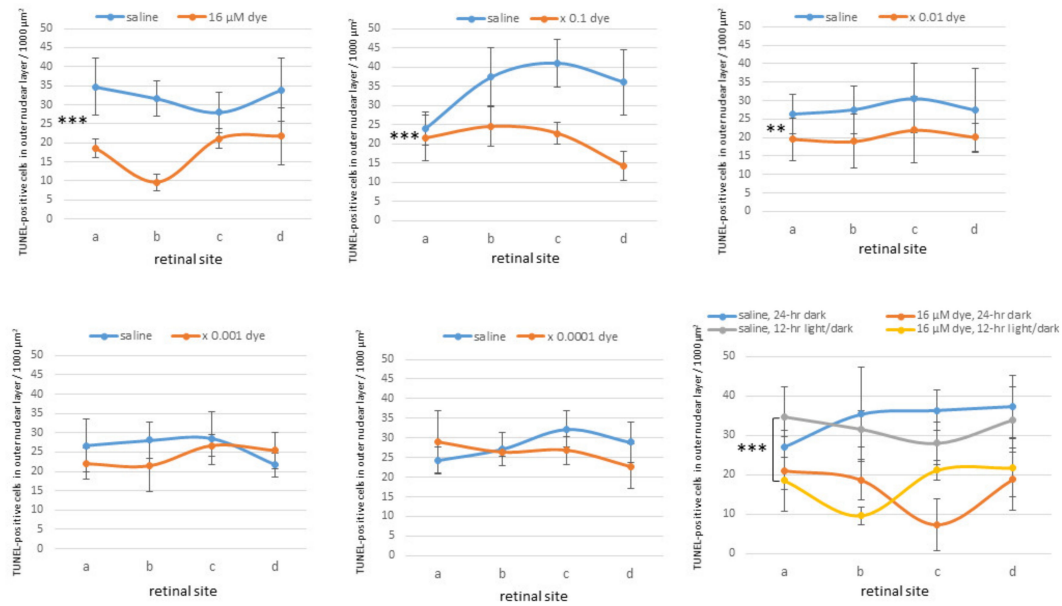 saline 16 µM dye
TUNEL-positive cells in outer nuclear layer / 1000 µm²
50
45
40
35
30
25
20
15
10
5
0
***
a b c d
retinal site
saline x 0.1 dye
TUNEL-positive cells in outer nuclear layer / 1000 µm²
50
45
40
35
30
25
20
15
10
5
0
***
a b c d
retinal site
saline x 0.01 dye
TUNEL-positive cells in outer nuclear layer / 1000 µm²
50
45
40
35
30
25
20
15
10
5
0
**
a b c d
retinal site
saline x 0.001 dye
TUNEL-positive cells in outer nuclear layer / 1000 µm²
50
45
40
35
30
25
20
15
10
5
0
a b c d
retinal site
saline x 0.0001 dye
TUNEL-positive cells in outer nuclear layer / 1000 µm²
50
45
40
35
30
25
20
15
10
5
0
a b c d
retinal site
saline, 24-hr dark 16 µM dye, 24-hr dark
saline, 12-hr light/dark 16 µM dye, 12-hr light/dark
TUNEL-positive cells in outer nuclear layer / 1000 µm²
50
40
30
20
10
0
***
a b c d
retinal site